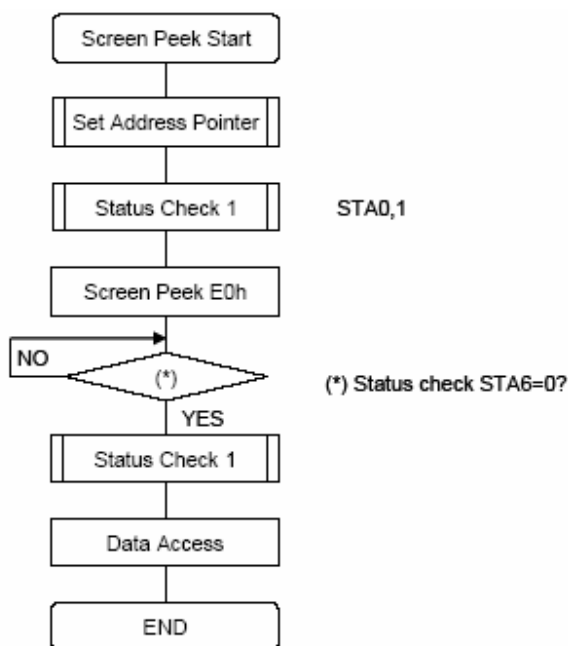 Screen Peek Start
Set Address Pointer
Status Check 1
STA0,1
Screen Peek E0h
NO
(*)
(*) Status check STA6=0?
YES
Status Check 1
Data Access
END